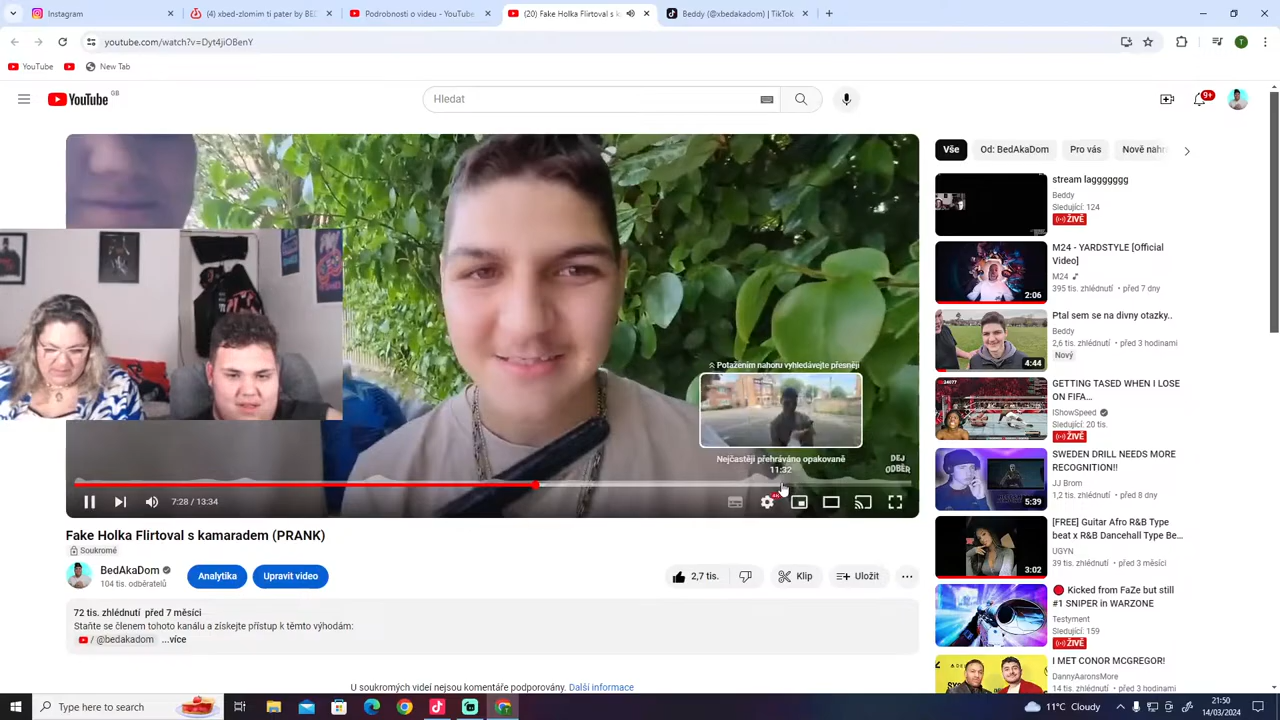 Instagram
(4) xbed-zlomim ti pater by BED
Podrobnosti o videu - YouTube
(20) Fake Holka Flirtoval s k
Beddy (@xbedakadom) | TikTok
youtube.com/watch?v=Dyt4jiOBenY
YouTube
New Tab
YouTube GB
Hledat
9+
Vše
Od: BedAkaDom
Pro vás
Nově nahr
stream laggggggg
Beddy
Sledující: 124
ŽIVĚ
M24 - YARDSTYLE [Official
Video]
M24
395 tis. zhlédnutí • před 7 dny
2:06
Ptal sem se na divny otazky..
Beddy
2,6 tis. zhlédnutí • před 3 hodinami
Nový
4:44
GETTING TASED WHEN I LOSE
ON FIFA...
IShowSpeed
Sledující: 20 tis.
ŽIVĚ
SWEDEN DRILL NEEDS MORE
RECOGNITION!!
JJ Brom
1,2 tis. zhlédnutí • před 8 dny
5:39
[FREE] Guitar Afro R&B Type
beat x R&B Dancehall Type Be...
UGYN
39 tis. zhlédnutí • před 3 měsíci
3:02
Kicked from FaZe but still
#1 SNIPER in WARZONE
Testyment
Sledující: 159
ŽIVĚ
I MET CONOR MCGREGOR!
DannyAaronsMore
14 tis. zhlédnutí • před 3 hodinami
Potažením nahoru vyhledávejte přesněji
Nejčastěji přehráváno opakovaně
11:32
DEJ
ODBĚR
7:28 / 13:34
Fake Holka Flirtoval s kamaradem (PRANK)
Soukromé
BedAkaDom
104 tis. odběratelů
Analytika
Upravit video
2,7 tis.
Klip
Uložit
72 tis. zhlédnutí před 7 měsíci
Staňte se členem tohoto kanálu a získejte přístup k těmto výhodám:
/ @bedakadom ...více
U soukromých videí nejsou komentáře podporovány. Další informace
Type here to search
11°C Cloudy
21:50
14/03/2024